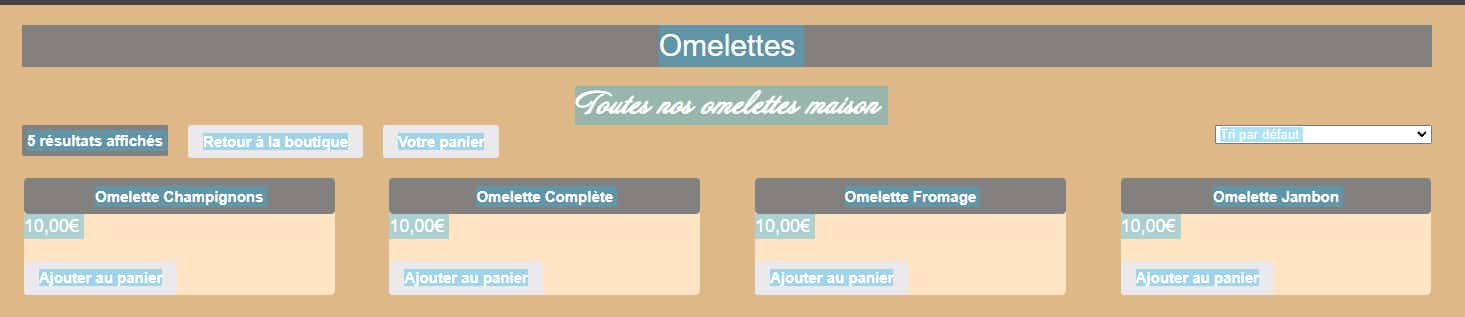 Omelettes
Toutes nos omelettes maison
5 résultats affichés Retour à la boutique Votre panier Tri par défaut
Omelette Champignons Omelette Complète Omelette Fromage Omelette Jambon
10,00€ 10,00€ 10,00€ 10,00€
Ajouter au panier Ajouter au panier Ajouter au panier Ajouter au panier